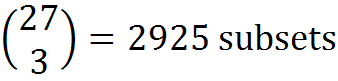 (27 3) = 2925 subsets